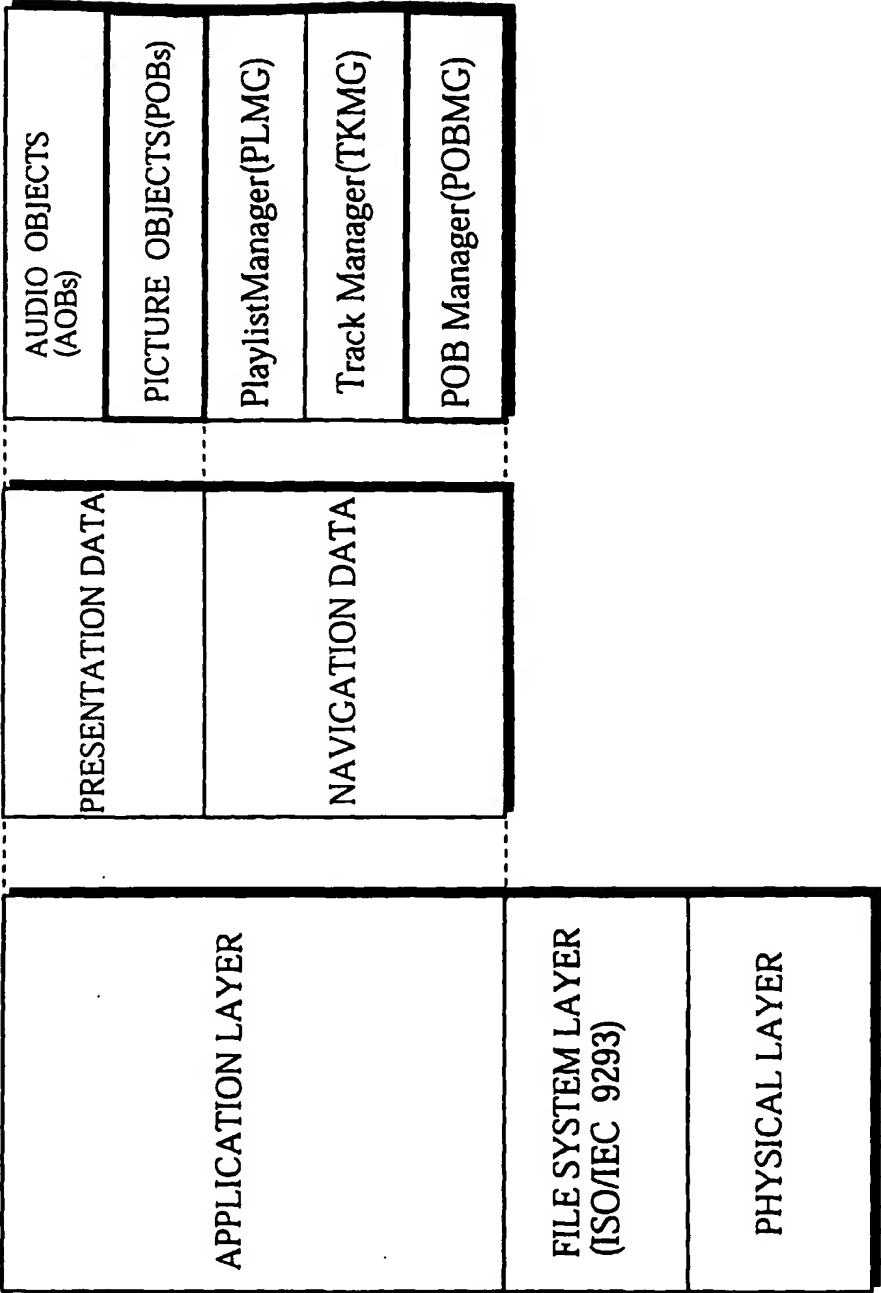 APPLICATION LAYER
FILE SYSTEM LAYER
(ISO/IEC 9293)
PHYSICAL LAYER
PRESENTATION DATA
NAVIGATION DATA
AUDIO OBJECTS
(AOBs)
PICTURE OBJECTS(POBs)
PlaylistManager(PLMG)
Track Manager(TKMG)
POB Manager(POBMG)